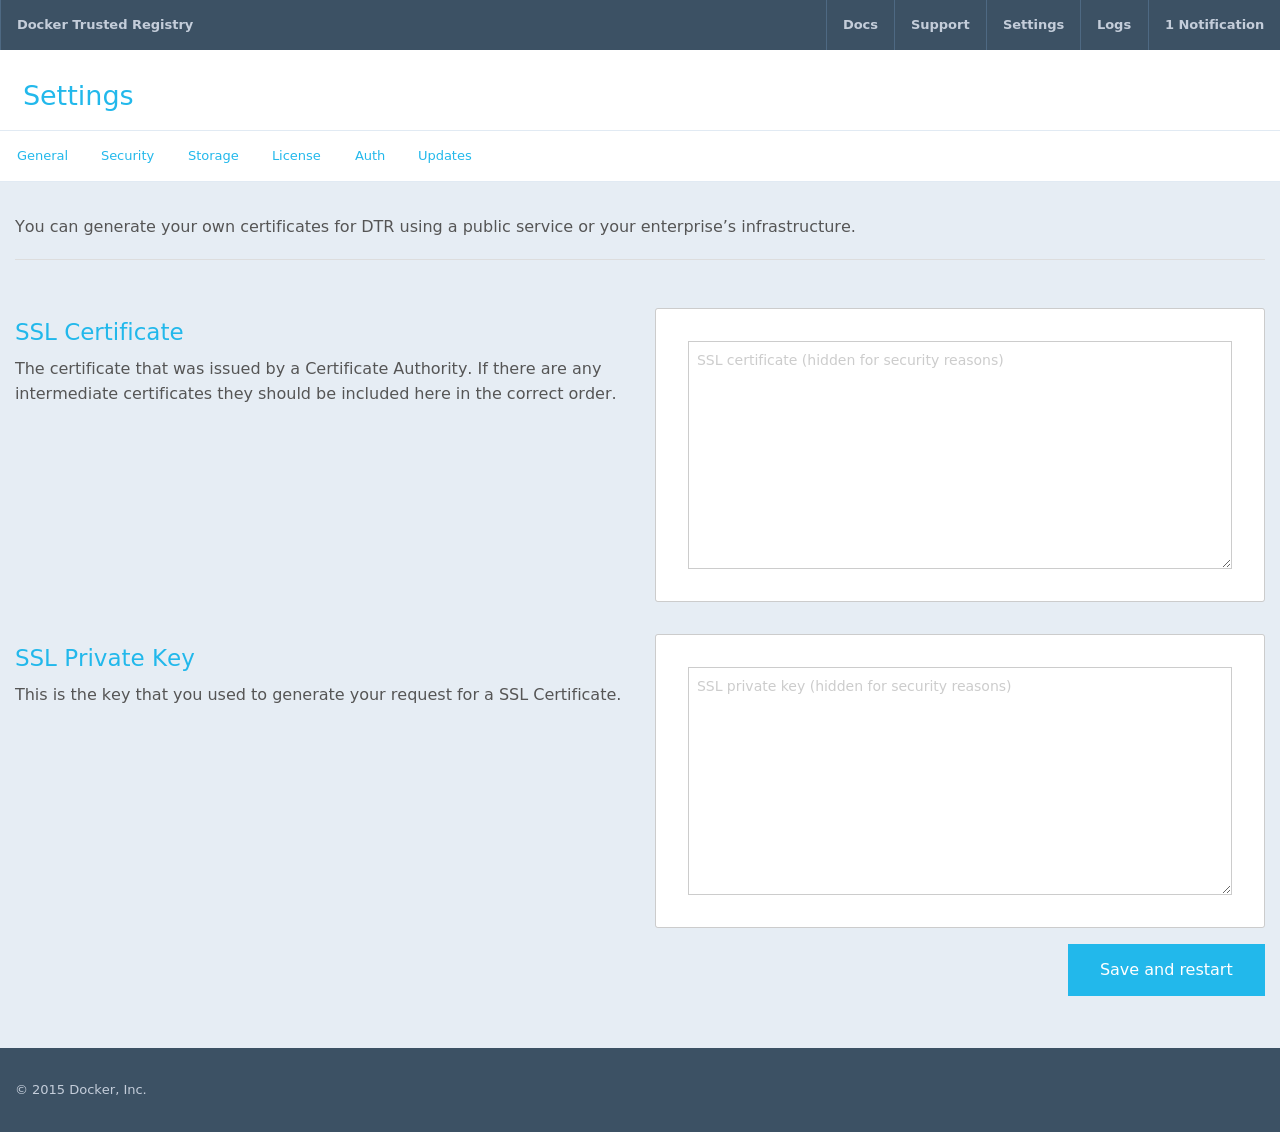 Docker Trusted Registry Docs Support Settings Logs 1 Notification
Settings
General Security Storage License Auth Updates
You can generate your own certificates for DTR using a public service or your enterprise’s infrastructure.
SSL Certificate
The certificate that was issued by a Certificate Authority. If there are any
intermediate certificates they should be included here in the correct order.
SSL certificate (hidden for security reasons)
SSL Private Key
This is the key that you used to generate your request for a SSL Certificate.
SSL private key (hidden for security reasons)
Save and restart
© 2015 Docker, Inc.